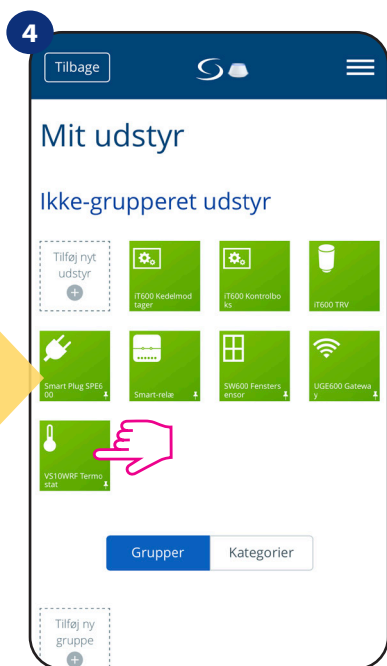 4
Tilbage
Mit udstyr
Ikke-grupperet udstyr
Tilføj nyt
udstyr
iT600 Kedelmod
tager
iT600 Kontrolbo
ks
iT600 TRV
Smart Plug SPE6
00
Smart-relæ
SW600 Fensters
ensor
UGE600 Gatewa
y
VS10WRF Termo
stat
Grupper
Kategorier
Tilføj ny
gruppe